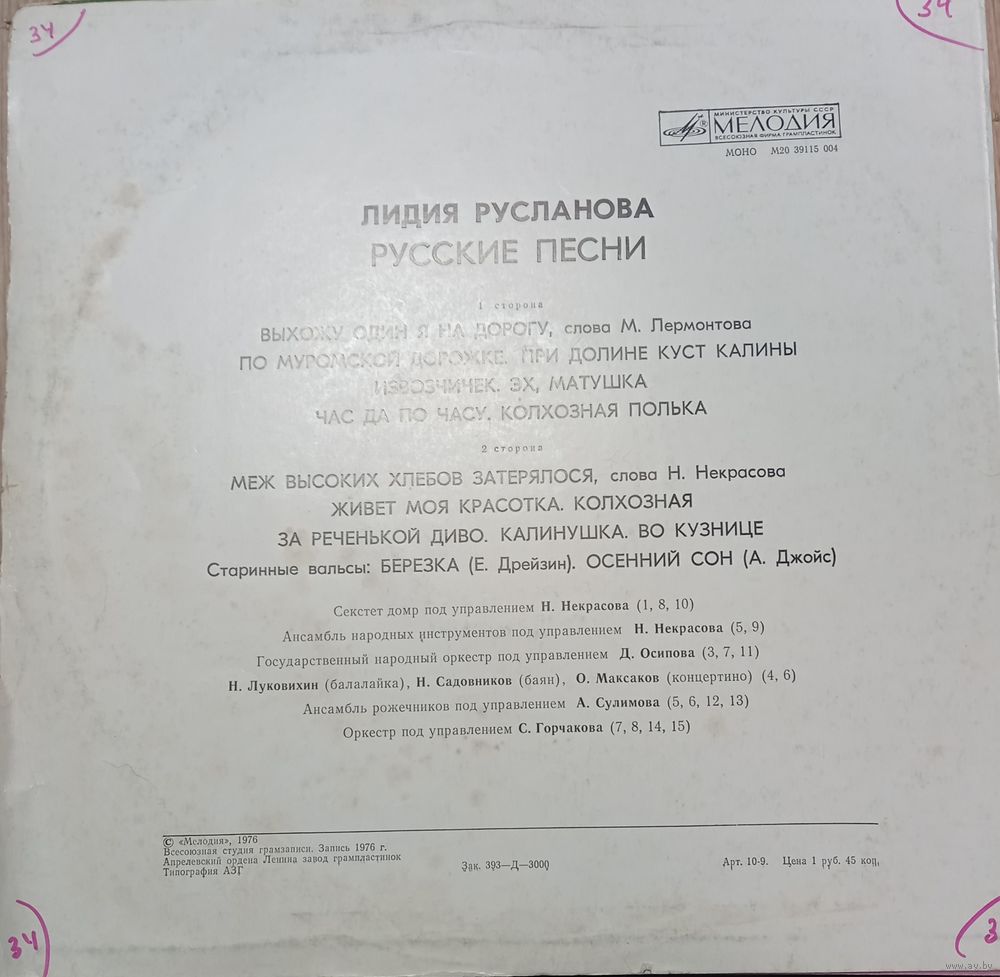 34
34
МИНИСТЕРСТВО КУЛЬТУРЫ СССР
МЕЛОДИЯ
ВСЕСОЮЗНАЯ ФИРМА ГРАМПЛАСТИНОК
МОНО М20 39115 004
ЛИДИЯ РУСЛАНОВА
РУССКИЕ ПЕСНИ
1 сторона
ВЫХОЖУ ОДИН Я НА ДОРОГУ, слова М. Лермонтова
ПО МУРОМСКОЙ ДОРОЖКЕ. ПРИ ДОЛИНЕ КУСТ КАЛИНЫ
ИЗВОЗЧИЧЕК. ЭХ, МАТУШКА
ЧАС ДА ПО ЧАСУ. КОЛХОЗНАЯ ПОЛЬКА
2 сторона
МЕЖ ВЫСОКИХ ХЛЕБОВ ЗАТЕРЯЛОСЯ, слова Н. Некрасова
ЖИВЕТ МОЯ КРАСОТКА. КОЛХОЗНАЯ
ЗА РЕЧЕНЬКОЙ ДИВО. КАЛИНУШКА. ВО КУЗНИЦЕ
Старинные вальсы: БЕРЕЗКА (Е. Дрейзин). ОСЕННИЙ СОН (А. Джойс)
Секстет домр под управлением Н. Некрасова (1, 8, 10)
Ансамбль народных инструментов под управлением Н. Некрасова (5, 9)
Государственный народный оркестр под управлением Д. Осипова (3, 7, 11)
Н. Луковихин (балалайка), Н. Садовников (баян), О. Максаков (концертино) (4, 6)
Ансамбль рожечников под управлением А. Сулимова (5, 6, 12, 13)
Оркестр под управлением С. Горчакова (7, 8, 14, 15)
© «Мелодия», 1976
Всесоюзная студия грамзаписи. Запись 1976 г.
Апрелевский ордена Ленина завод грампластинок
Типография АЗГ
Зак. 393—Д—3000
Арт. 10-9. Цена 1 руб. 45 коп.
34
3
www.ay.by